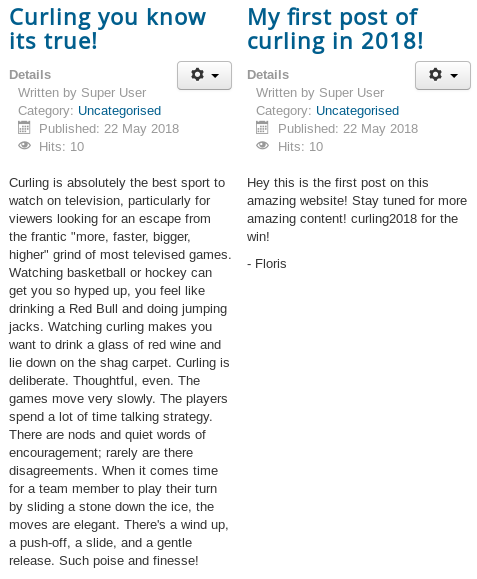 Curling you know
its true!
Details
Written by Super User
Category: Uncategorised
Published: 22 May 2018
Hits: 10
Curling is absolutely the best sport to
watch on television, particularly for
viewers looking for an escape from
the frantic "more, faster, bigger,
higher" grind of most televised games.
Watching basketball or hockey can
get you so hyped up, you feel like
drinking a Red Bull and doing jumping
jacks. Watching curling makes you
want to drink a glass of red wine and
lie down on the shag carpet. Curling is
deliberate. Thoughtful, even. The
games move very slowly. The players
spend a lot of time talking strategy.
There are nods and quiet words of
encouragement; rarely are there
disagreements. When it comes time
for a team member to play their turn
by sliding a stone down the ice, the
moves are elegant. There's a wind up,
a push-off, a slide, and a gentle
release. Such poise and finesse!
My first post of
curling in 2018!
Details
Written by Super User
Category: Uncategorised
Published: 22 May 2018
Hits: 10
Hey this is the first post on this
amazing website! Stay tuned for more
amazing content! curling2018 for the
win!
- Floris